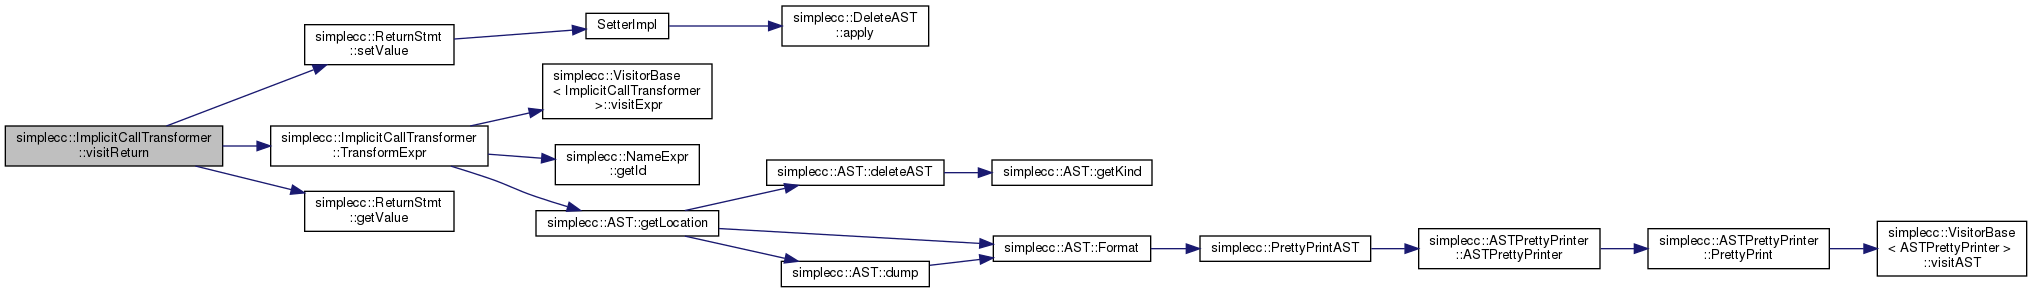 simplecc::ImplicitCallTransformer
::visitReturn
simplecc::ReturnStmt
::setValue
SetterImpl
simplecc::DeleteAST
::apply
simplecc::ImplicitCallTransformer
::TransformExpr
simplecc::VisitorBase
< ImplicitCallTransformer
>::visitExpr
simplecc::NameExpr
::getId
simplecc::AST::getLocation
simplecc::AST::deleteAST
simplecc::AST::getKind
simplecc::AST::dump
simplecc::AST::Format
simplecc::PrettyPrintAST
simplecc::ASTPrettyPrinter
::ASTPrettyPrinter
simplecc::ASTPrettyPrinter
::PrettyPrint
simplecc::VisitorBase
< ASTPrettyPrinter >
::visitAST
simplecc::ReturnStmt
::getValue